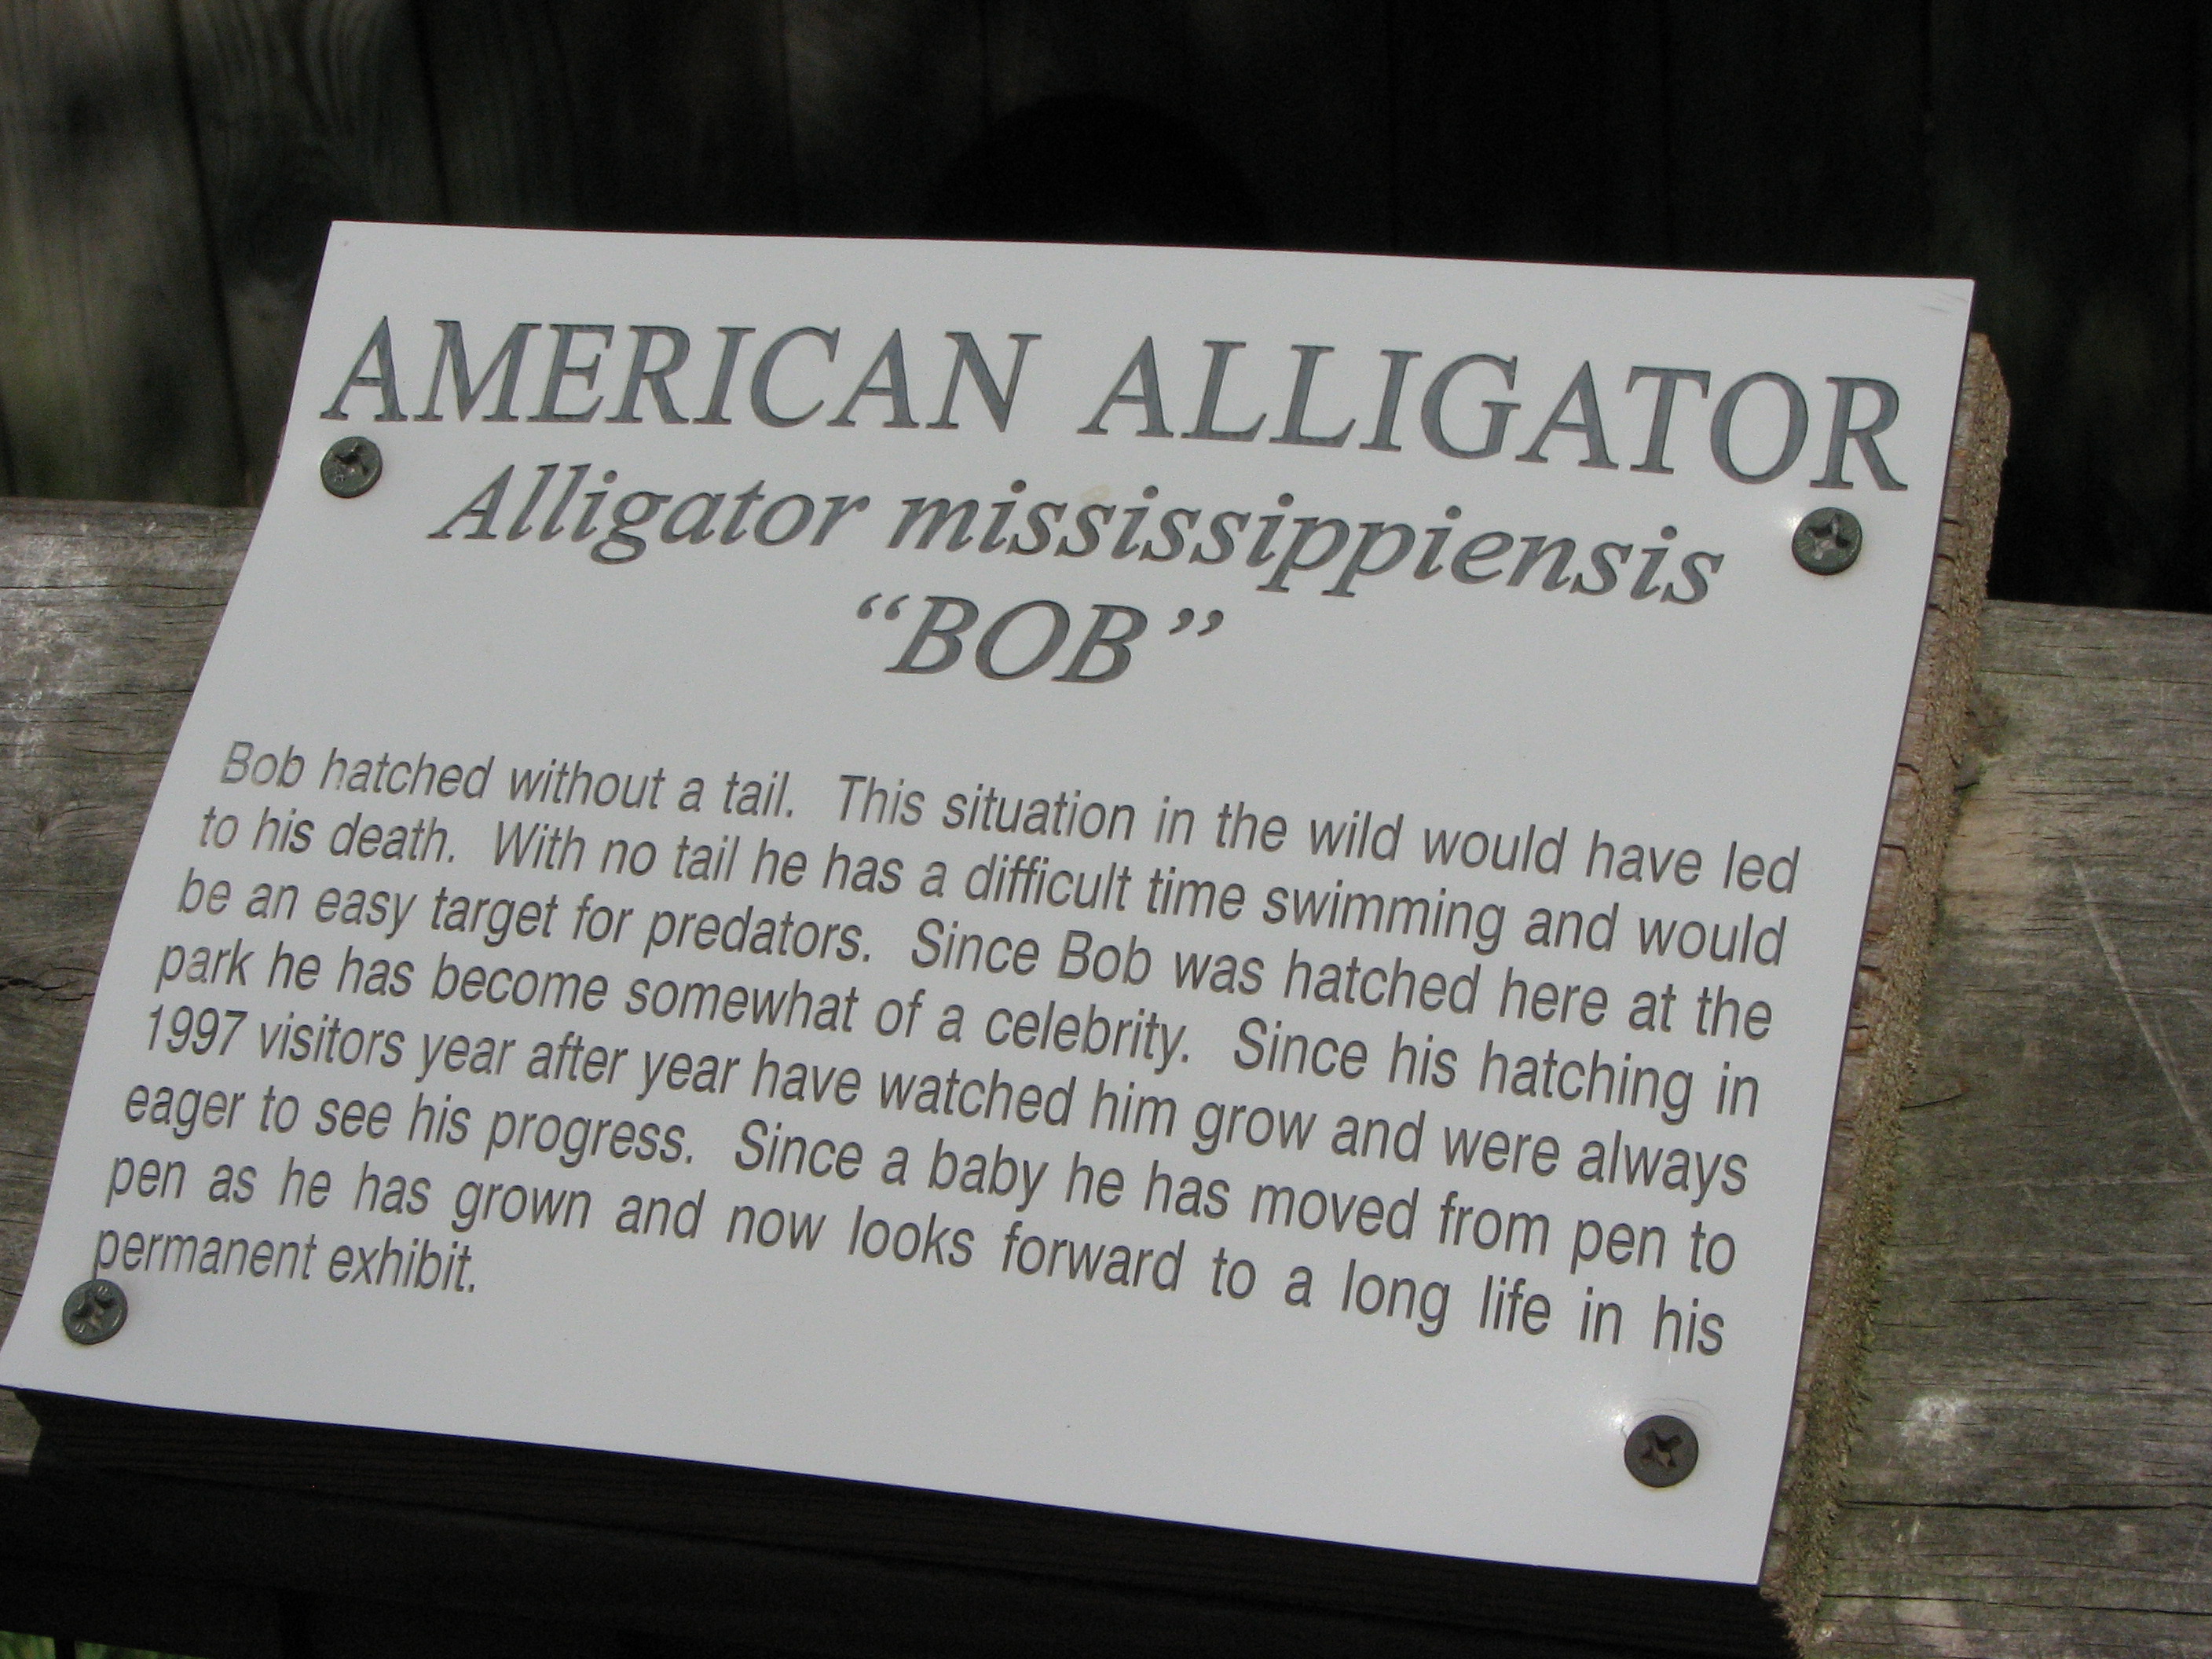 AMERICAN ALLIGATOR
Alligator mississippiensis
“BOB”
Bob hatched without a tail. This situation in the wild would have led
to his death. With no tail he has a difficult time swimming and would
be an easy target for predators. Since Bob was hatched here at the
park he has become somewhat of a celebrity. Since his hatching in
1997 visitors year after year have watched him grow and were always
eager to see his progress. Since a baby he has moved from pen to
pen as he has grown and now looks forward to a long life in his
permanent exhibit.